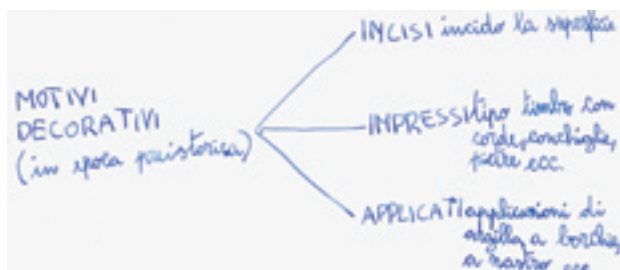 MOTIVI
DECORATIVI
(in epoca preistorica)
INCISI incido la superficie
IMPRESSI tipo timbro con
corde, conchiglie,
pietre ecc.
APPLICATI applicazioni di
argilla, a borchie,
a nastro ecc